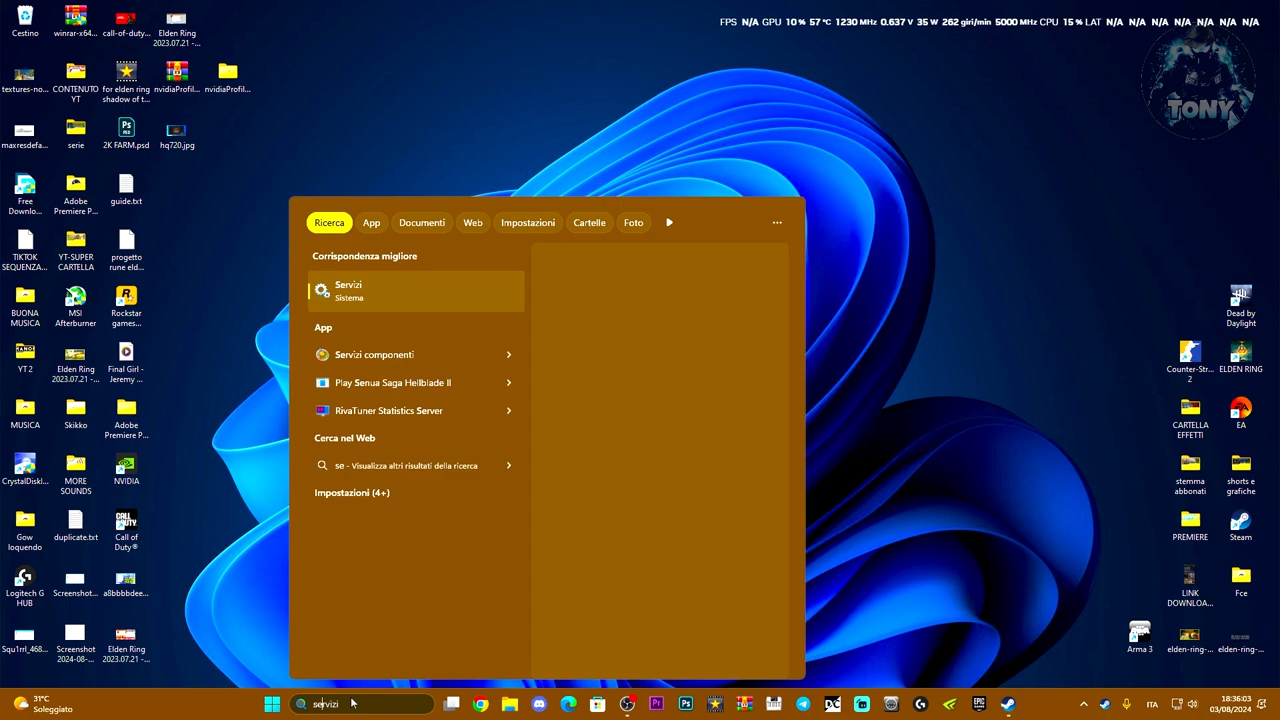 FPS N/A GPU 10 % 57 °C 1230 MHz 0.637 V 35 W 262 giri/min 5000 MHz CPU 15 % LAT N/A N/A N/A N/A N/A N/A N/A
TONY
Cestino
winrar-x64...
call-of-duty...
Elden Ring
2023.07.21 -...
textures-no...
CONTENUTO
YT
for elden ring
shadow of t...
nvidiaProfil...
nvidiaProfil...
maxresdefa...
serie
2K FARM.psd
hq720.jpg
Free
Downlo...
Adobe
Premiere P...
guide.txt
TIKTOK
SEQUENZA...
YT-SUPER
CARTELLA
progetto
rune eld...
BUONA
MUSICA
MSI
Afterburner
Rockstar
games...
YT 2
Elden Ring
2023.07.21 -...
Final Girl -
Jeremy ...
MUSICA
Skikko
Adobe
Premiere P...
CrystalDiskI...
MORE
SOUNDS
NVIDIA
Gow
loquendo
duplicate.txt
Call of
Duty®
Logitech G
HUB
Screenshot...
a8bbbbdee...
Squ1rrl_468...
Screenshot
2024-08-...
Elden Ring
2023.07.21 -...
Ricerca
App
Documenti
Web
Impostazioni
Cartelle
Foto
Corrispondenza migliore
Servizi
Sistema
App
Servizi componenti
Play Senua Saga Hellblade II
RivaTuner Statistics Server
Cerca nel Web
se - Visualizza altri risultati della ricerca
Impostazioni (4+)
Dead by
Daylight
Counter-Str...
2
ELDEN RING
CARTELLA
EFFETTI
EA
stemma
abbonati
shorts e
grafiche
PREMIERE
Steam
LINK
DOWNLOA...
Fce
Arma 3
elden-ring-...
elden-ring-...
31°C
Soleggiato
servizi
ITA
18:36:03
03/08/2024